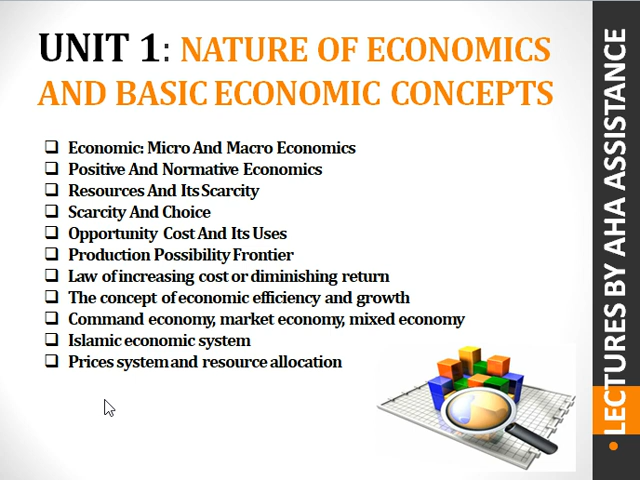 UNIT 1: NATURE OF ECONOMICS
AND BASIC ECONOMIC CONCEPTS
❑ Economic: Micro And Macro Economics
❑ Positive And Normative Economics
❑ Resources And Its Scarcity
❑ Scarcity And Choice
❑ Opportunity Cost And Its Uses
❑ Production Possibility Frontier
❑ Law of increasing cost or diminishing return
❑ The concept of economic efficiency and growth
❑ Command economy, market economy, mixed economy
❑ Islamic economic system
❑ Prices system and resource allocation
• LECTURES BY AHA ASSISTANCE